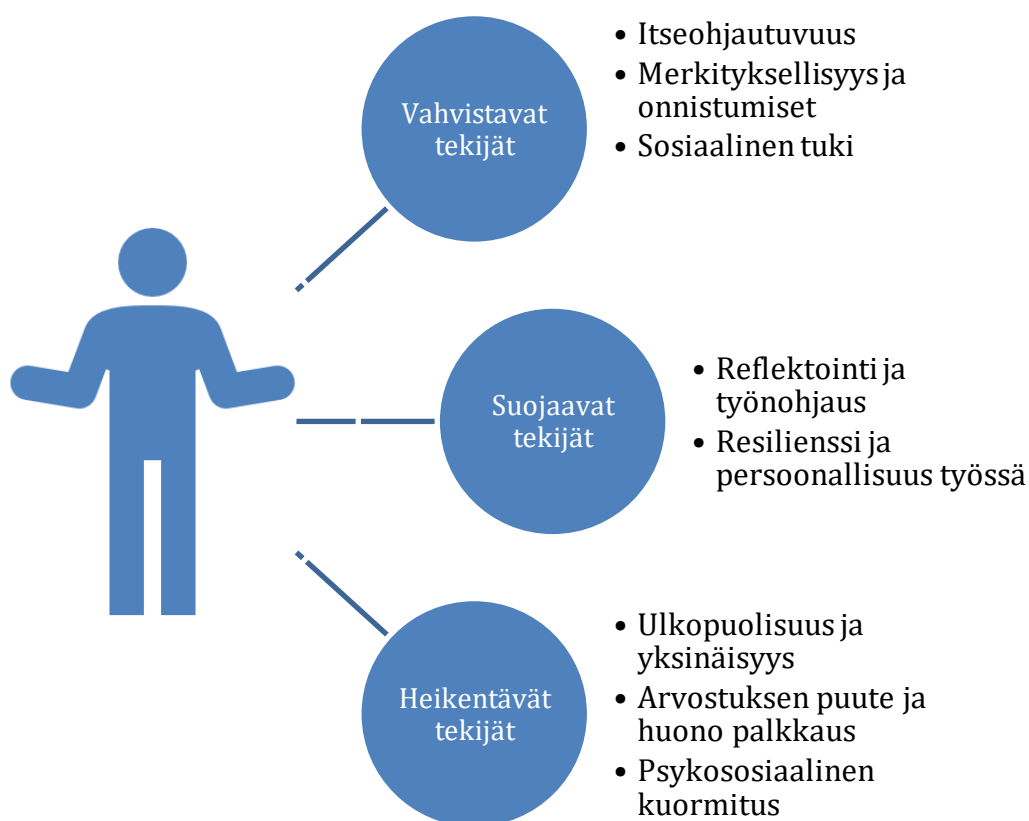 Vahvistavat
tekijät
• Itseohjautuvuus
• Merkityksellisyys ja
onnistumiset
• Sosiaalinen tuki
Suojaavat
tekijät
• Reflektointi ja
työnohjaus
• Resilienssi ja
persoonallisuus työssä
Heikentävät
tekijät
• Ulkopuolisuus ja
yksinäisyys
• Arvostuksen puute ja
huono palkkaus
• Psykososiaalinen
kuormitus